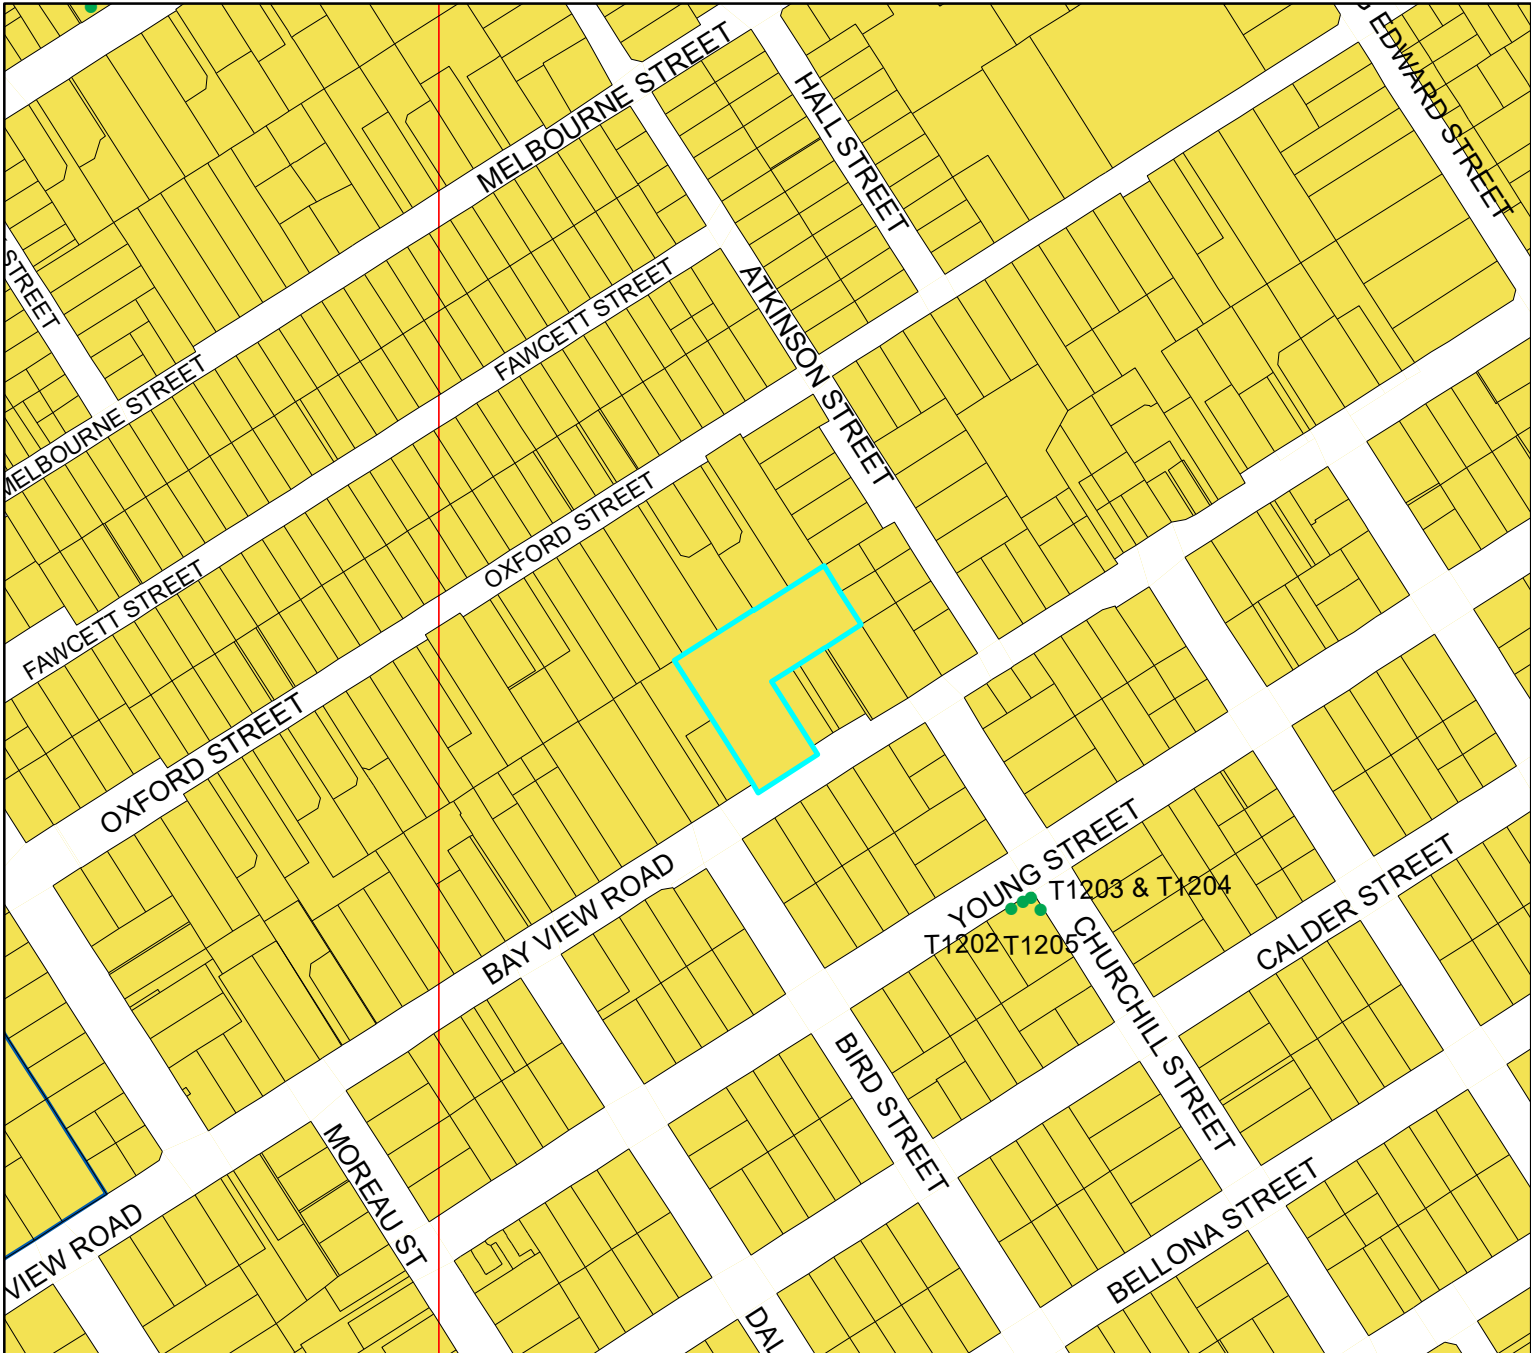 MELBOURNE STREET
HALL STREET
EDWARD STREET
STREET
FAWCETT STREET
ATKINSON STREET
MELBOURNE STREET
OXFORD STREET
FAWCETT STREET
OXFORD STREET
YOUNG STREET
T1203 & T1204
T1202
T1205
BAY VIEW ROAD
CALDER STREET
CHURCHILL STREET
BIRD STREET
MOREAU ST
VIEW ROAD
BELLONA STREET
DAL